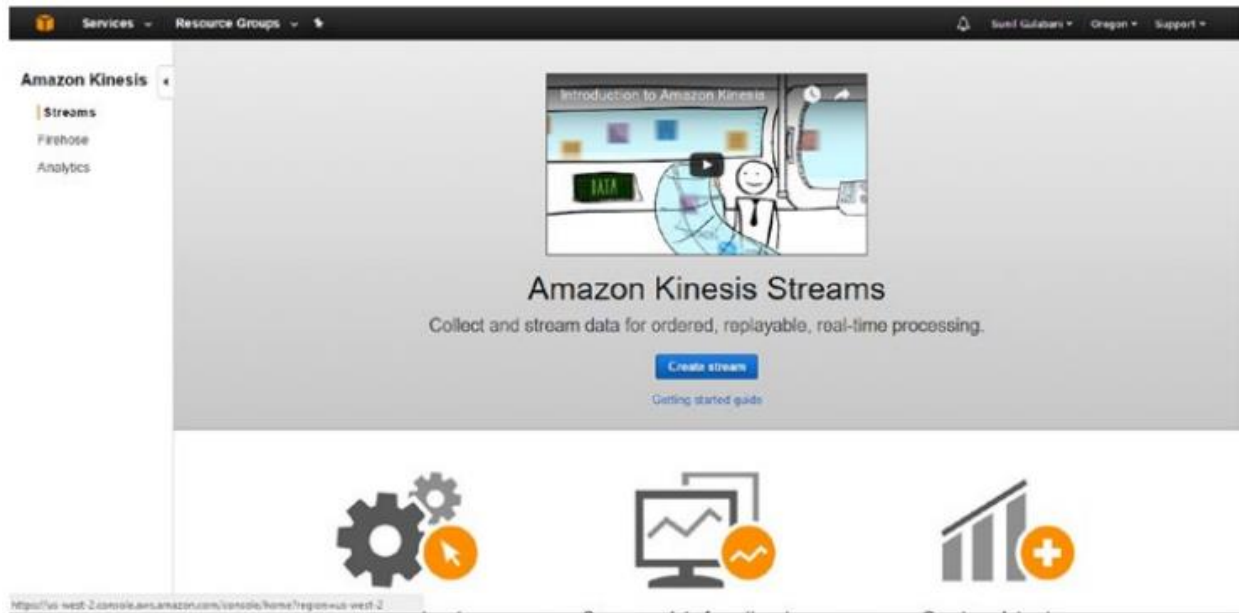 Services Resource Groups Sunil Gulabani Oregon Support
Amazon Kinesis
Streams
Firehose
Analytics
Introduction to Amazon Kinesis
DATA
Amazon Kinesis Streams
Collect and stream data for ordered, replayable, real-time processing.
Create stream
Getting started guide
https://us-west-2.console.aws.amazon.com/console/home?region=us-west-2